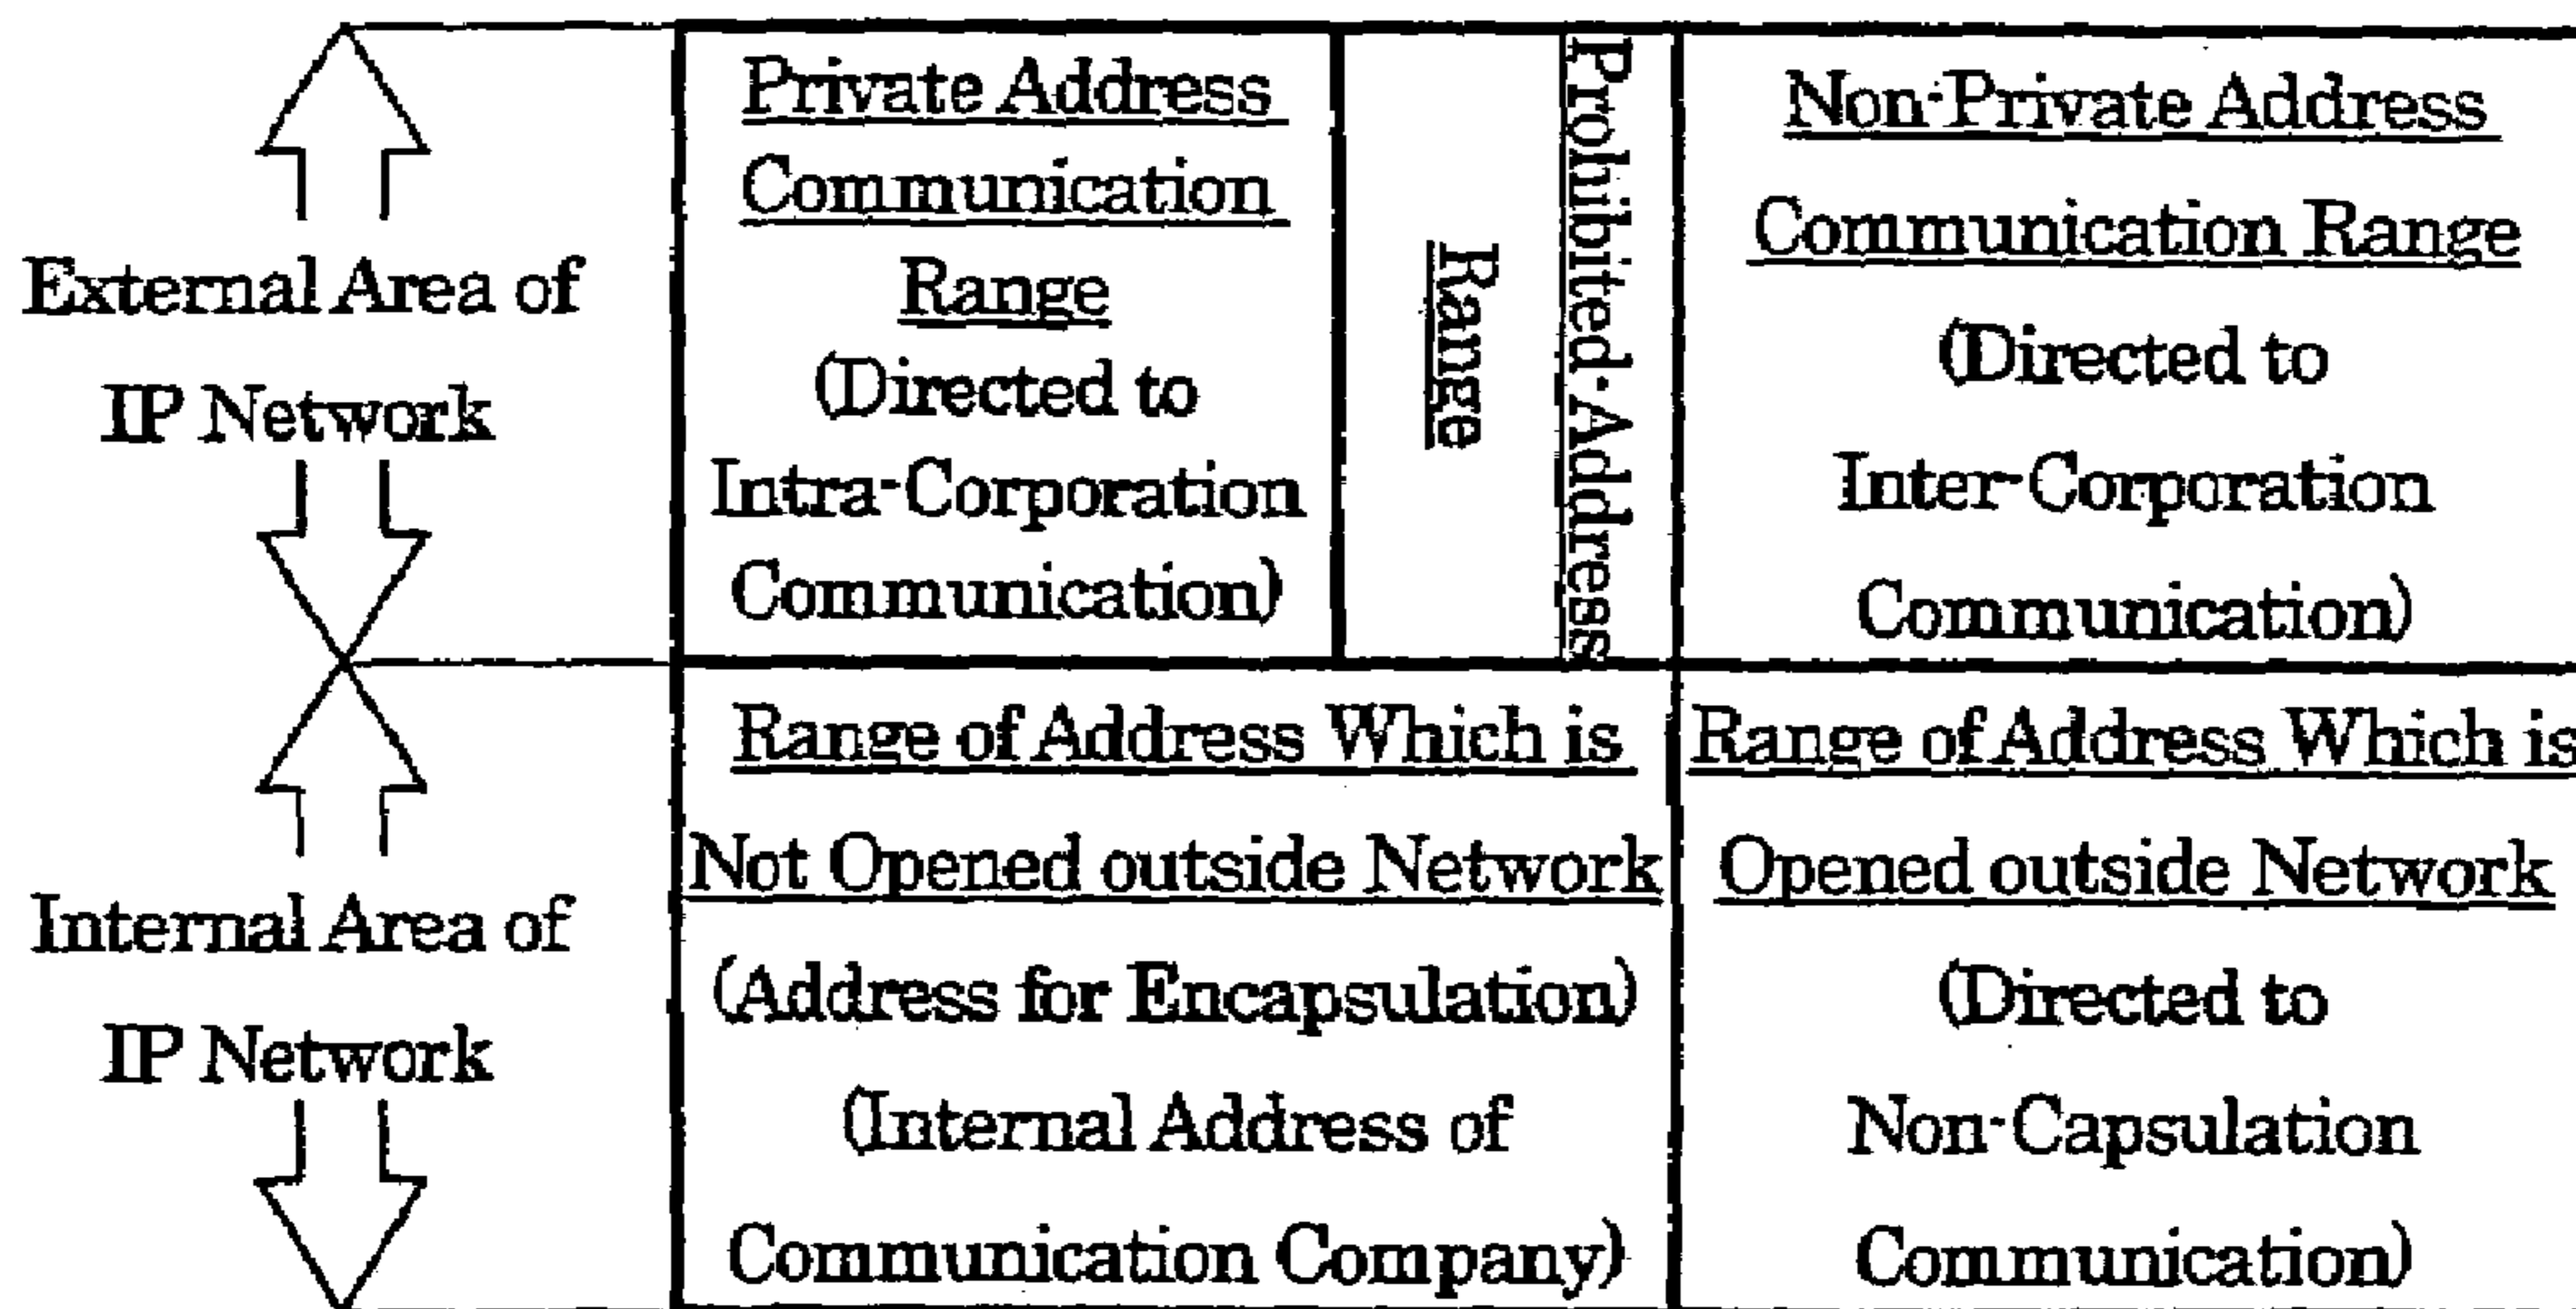 External Area of
IP Network
Private Address
Communication
Range
(Directed to
Intra-Corporation
Communication)
Prohibited-Address
Range
Non-Private Address
Communication Range
(Directed to
Inter-Corporation
Communication)
Internal Area of
IP Network
Range of Address Which is
Not Opened outside Network
(Address for Encapsulation)
(Internal Address of
Communication Company)
Range of Address Which is
Opened outside Network
(Directed to
Non-Capsulation
Communication)